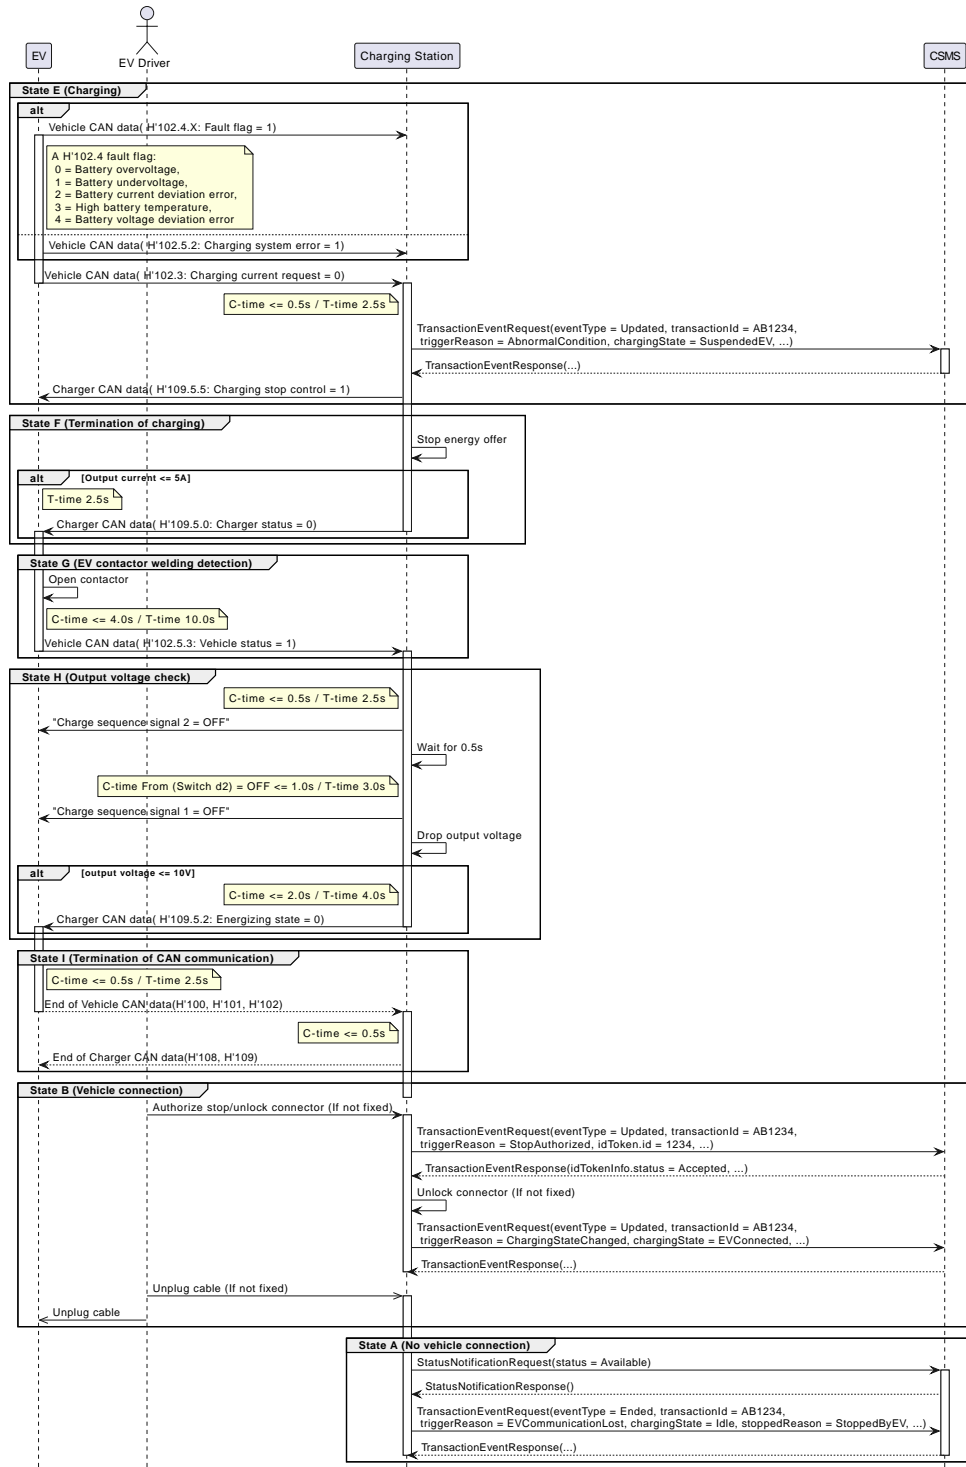 EV
EV Driver
Charging Station
CSMS
State E (Charging)
alt
Vehicle CAN data( H'102.4.X: Fault flag = 1)
A H'102.4 fault flag:
0 = Battery overvoltage,
1 = Battery undervoltage,
2 = Battery current deviation error,
3 = High battery temperature,
4 = Battery voltage deviation error
Vehicle CAN data( H'102.5.2: Charging system error = 1)
Vehicle CAN data( H'102.3: Charging current request = 0)
C-time <= 0.5s / T-time 2.5s
TransactionEventRequest(eventType = Updated, transactionId = AB1234,
triggerReason = AbnormalCondition, chargingState = SuspendedEV, ...)
TransactionEventResponse(...)
Charger CAN data( H'109.5.5: Charging stop control = 1)
State F (Termination of charging)
Stop energy offer
alt [Output current <= 5A]
T-time 2.5s
Charger CAN data( H'109.5.0: Charger status = 0)
State G (EV contactor welding detection)
Open contactor
C-time <= 4.0s / T-time 10.0s
Vehicle CAN data( H'102.5.3: Vehicle status = 1)
State H (Output voltage check)
C-time <= 0.5s / T-time 2.5s
"Charge sequence signal 2 = OFF"
Wait for 0.5s
C-time From (Switch d2) = OFF <= 1.0s / T-time 3.0s
"Charge sequence signal 1 = OFF"
Drop output voltage
alt [output voltage <= 10V]
C-time <= 2.0s / T-time 4.0s
Charger CAN data( H'109.5.2: Energizing state = 0)
State I (Termination of CAN communication)
C-time <= 0.5s / T-time 2.5s
End of Vehicle CAN data(H'100, H'101, H'102)
C-time <= 0.5s
End of Charger CAN data(H'108, H'109)
State B (Vehicle connection)
Authorize stop/unlock connector (If not fixed)
TransactionEventRequest(eventType = Updated, transactionId = AB1234,
triggerReason = StopAuthorized, idToken.id = 1234, ...)
TransactionEventResponse(idTokenInfo.status = Accepted, ...)
Unlock connector (If not fixed)
TransactionEventRequest(eventType = Updated, transactionId = AB1234,
triggerReason = ChargingStateChanged, chargingState = EVConnected, ...)
TransactionEventResponse(...)
Unplug cable (If not fixed)
Unplug cable
State A (No vehicle connection)
StatusNotificationRequest(status = Available)
StatusNotificationResponse()
TransactionEventRequest(eventType = Ended, transactionId = AB1234,
triggerReason = EVCommunicationLost, chargingState = Idle, stoppedReason = StoppedByEV, ...)
TransactionEventResponse(...)